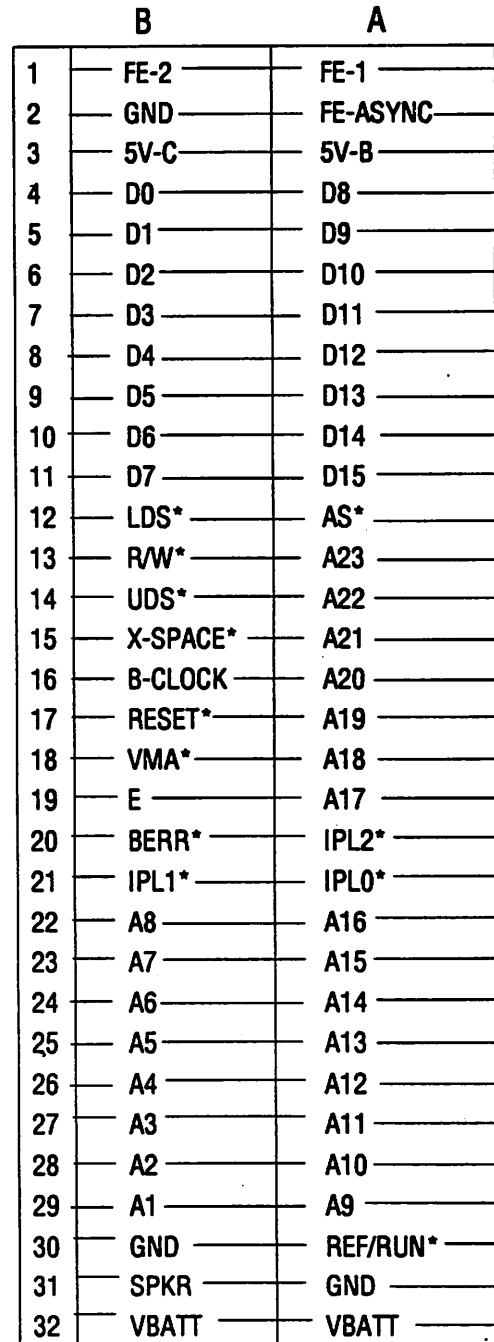 B A
1 FE-2 FE-1
2 GND FE-ASYNC
3 5V-C 5V-B
4 D0 D8
5 D1 D9
6 D2 D10
7 D3 D11
8 D4 D12
9 D5 D13
10 D6 D14
11 D7 D15
12 LDS* AS*
13 R/W* A23
14 UDS* A22
15 X-SPACE* A21
16 B-CLOCK A20
17 RESET* A19
18 VMA* A18
19 E A17
20 BERR* IPL2*
21 IPL1* IPL0*
22 A8 A16
23 A7 A15
24 A6 A14
25 A5 A13
26 A4 A12
27 A3 A11
28 A2 A10
29 A1 A9
30 GND REF/RUN*
31 SPKR GND
32 VBATT VBATT